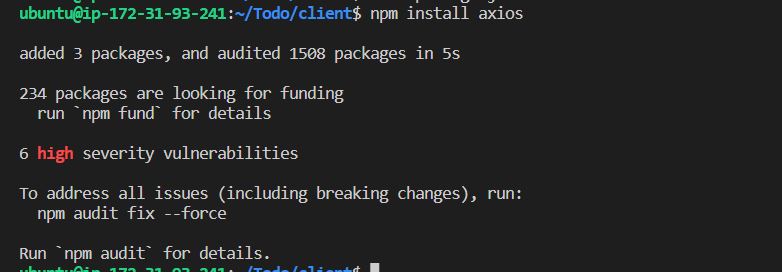 ubuntu@ip-172-31-93-241:~/Todo/client$ npm install axios
added 3 packages, and audited 1508 packages in 5s
234 packages are looking for funding
run `npm fund` for details
6 high severity vulnerabilities
To address all issues (including breaking changes), run:
npm audit fix --force
Run `npm audit` for details.
ubuntu@ip-172-31-93-241:~/Todo/client$